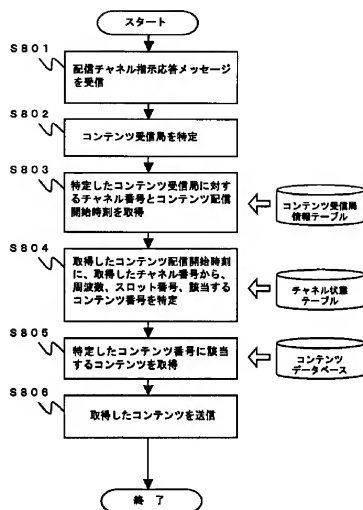 スタート
S801
配信チャネル指示応答メッセージ
を受信
S802
コンテンツ受信局を特定
S803
特定したコンテンツ受信局に対す
るチャネル番号とコンテンツ配信
開始時刻を取得
コンテンツ受信局
情報テーブル
S804
取得したコンテンツ配信開始時刻
に、取得したチャネル番号から、
周波数、スロット番号、該当する
コンテンツ番号を特定
チャネル状態
テーブル
S805
特定したコンテンツ番号に該当
するコンテンツを取得
コンテンツ
データベース
S806
取得したコンテンツを送信
終了